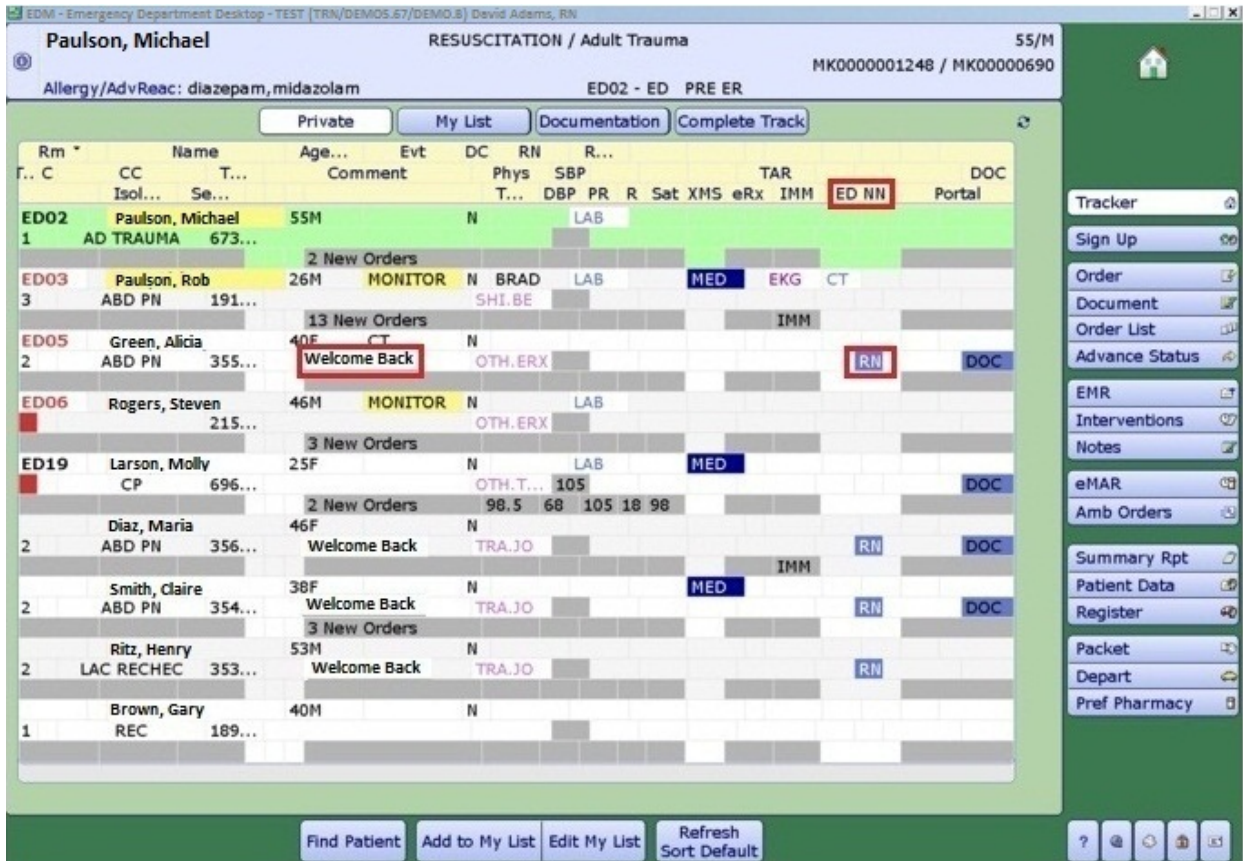 EDM - Emergency Department Desktop - TEST (TRN/DEMO5.67/DEMO.8) David Adams, RN
Paulson, Michael RESUSCITATION / Adult Trauma 55/M
MK0000001248 / MK00000690
Allergy/AdvReac: diazepam,midazolam ED02 - ED PRE ER
Private My List Documentation Complete Track
Rm Name Age... Evt DC RN R...
T.. C CC T... Comment Phys SBP TAR DOC
Isol... Se... T... DBP PR R Sat XMS eRx IMM ED NN Portal
ED02 Paulson, Michael 55M N LAB
1 AD TRAUMA 673...
2 New Orders
ED03 Paulson, Rob 26M MONITOR N BRAD LAB MED EKG CT
3 ABD PN 191... SHI.BE
13 New Orders IMM
ED05 Green, Alicia 40F CT N
2 ABD PN 355... Welcome Back OTH.ERX RN DOC
ED06 Rogers, Steven 46M MONITOR N LAB
215... OTH.ERX
3 New Orders
ED19 Larson, Molly 25F N LAB MED
CP 696... OTH.T... 105 DOC
2 New Orders 98.5 68 105 18 98
Diaz, Maria 46F N
2 ABD PN 356... Welcome Back TRA.JO RN DOC
IMM
Smith, Claire 38F N MED
2 ABD PN 354... Welcome Back TRA.JO RN DOC
3 New Orders
Ritz, Henry 53M N
2 LAC RECHEC 353... Welcome Back TRA.JO RN
Brown, Gary 40M N
1 REC 189...
Tracker
Sign Up
Order
Document
Order List
Advance Status
EMR
Interventions
Notes
eMAR
Amb Orders
Summary Rpt
Patient Data
Register
Packet
Depart
Pref Pharmacy
Find Patient Add to My List Edit My List Refresh
Sort Default
?